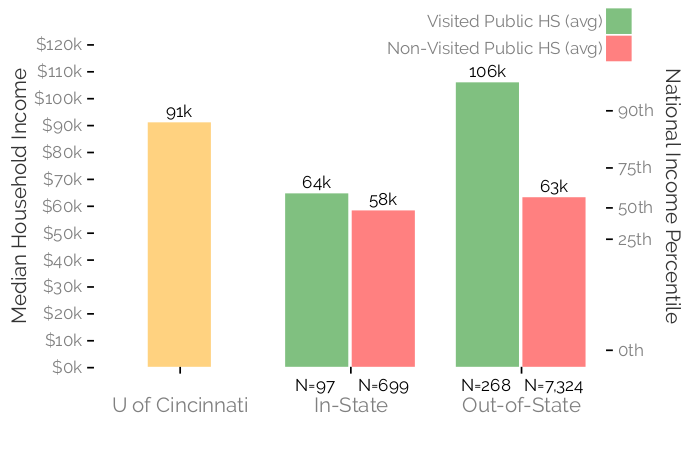 Visited Public HS (avg)
Non-Visited Public HS (avg)
Median Household Income
$120k
$110k
$100k
$90k
$80k
$70k
$60k
$50k
$40k
$30k
$20k
$10k
$0k
91k
64k
58k
106k
63k
90th
75th
50th
25th
0th
National Income Percentile
N=97 N=699 N=268 N=7,324
U of Cincinnati In-State Out-of-State